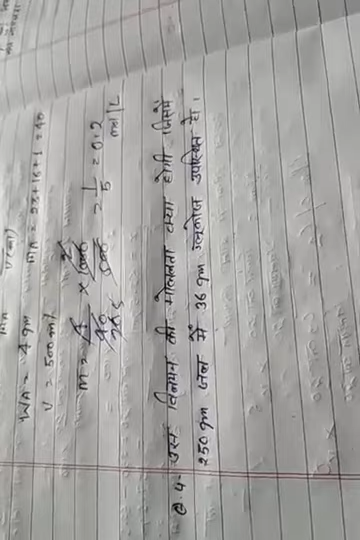 WA = 4 gm mA = 23+16+1 = 40
V = 500 ml
M = 4/40 × 1000/500 = 1/5 = 0.2 mol/L
Q.4- उस विलयन की मोललता क्या होगी जिसमें
250 gm जल में 36 gm ग्लूकोज उपस्थित है।